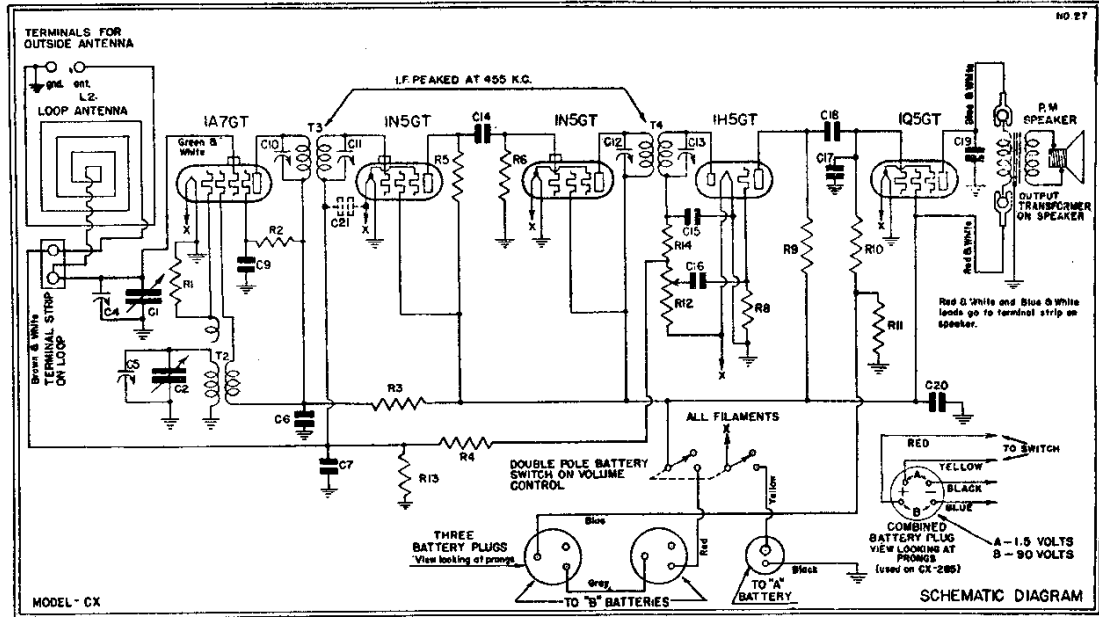 NO. 27
TERMINALS FOR
OUTSIDE ANTENNA
gnd. ant.
L2-
LOOP ANTENNA
I.F. PEAKED AT 455 K.C.
1A7GT
T3
1N5GT
C14
1N5GT
T4
1H5GT
C18
1Q5GT
Blue & White
P.M
SPEAKER
Green &
White
C10
C11
R5
R6
C12
C13
C17
C19
C21
OUTPUT
TRANSFORMER
ON SPEAKER
X
X
X
X
R2
C15
R14
R9
R10
Red & White
C9
C16
R1
R12
R8
C4
C1
R11
Red & White and Blue & White
leads go to terminal strip on
speaker.
Brown & White
TERMINAL STRIP
ON LOOP
T2
C5
C2
X
R3
C6
C20
ALL FILAMENTS
X
R4
C7
R13
DOUBLE POLE BATTERY
SWITCH ON VOLUME
CONTROL
RED
TO SWITCH
YELLOW
A
BLACK
+
−
B
BLUE
Yellow
Blue
Red
COMBINED
BATTERY PLUG
VIEW LOOKING AT
PRONGS
(used on CX-285)
A-1.5 VOLTS
B-90 VOLTS
THREE
BATTERY PLUGS
View looking at prongs
Grey
Black
TO "B" BATTERIES
TO "A"
BATTERY
MODEL - CX
SCHEMATIC DIAGRAM